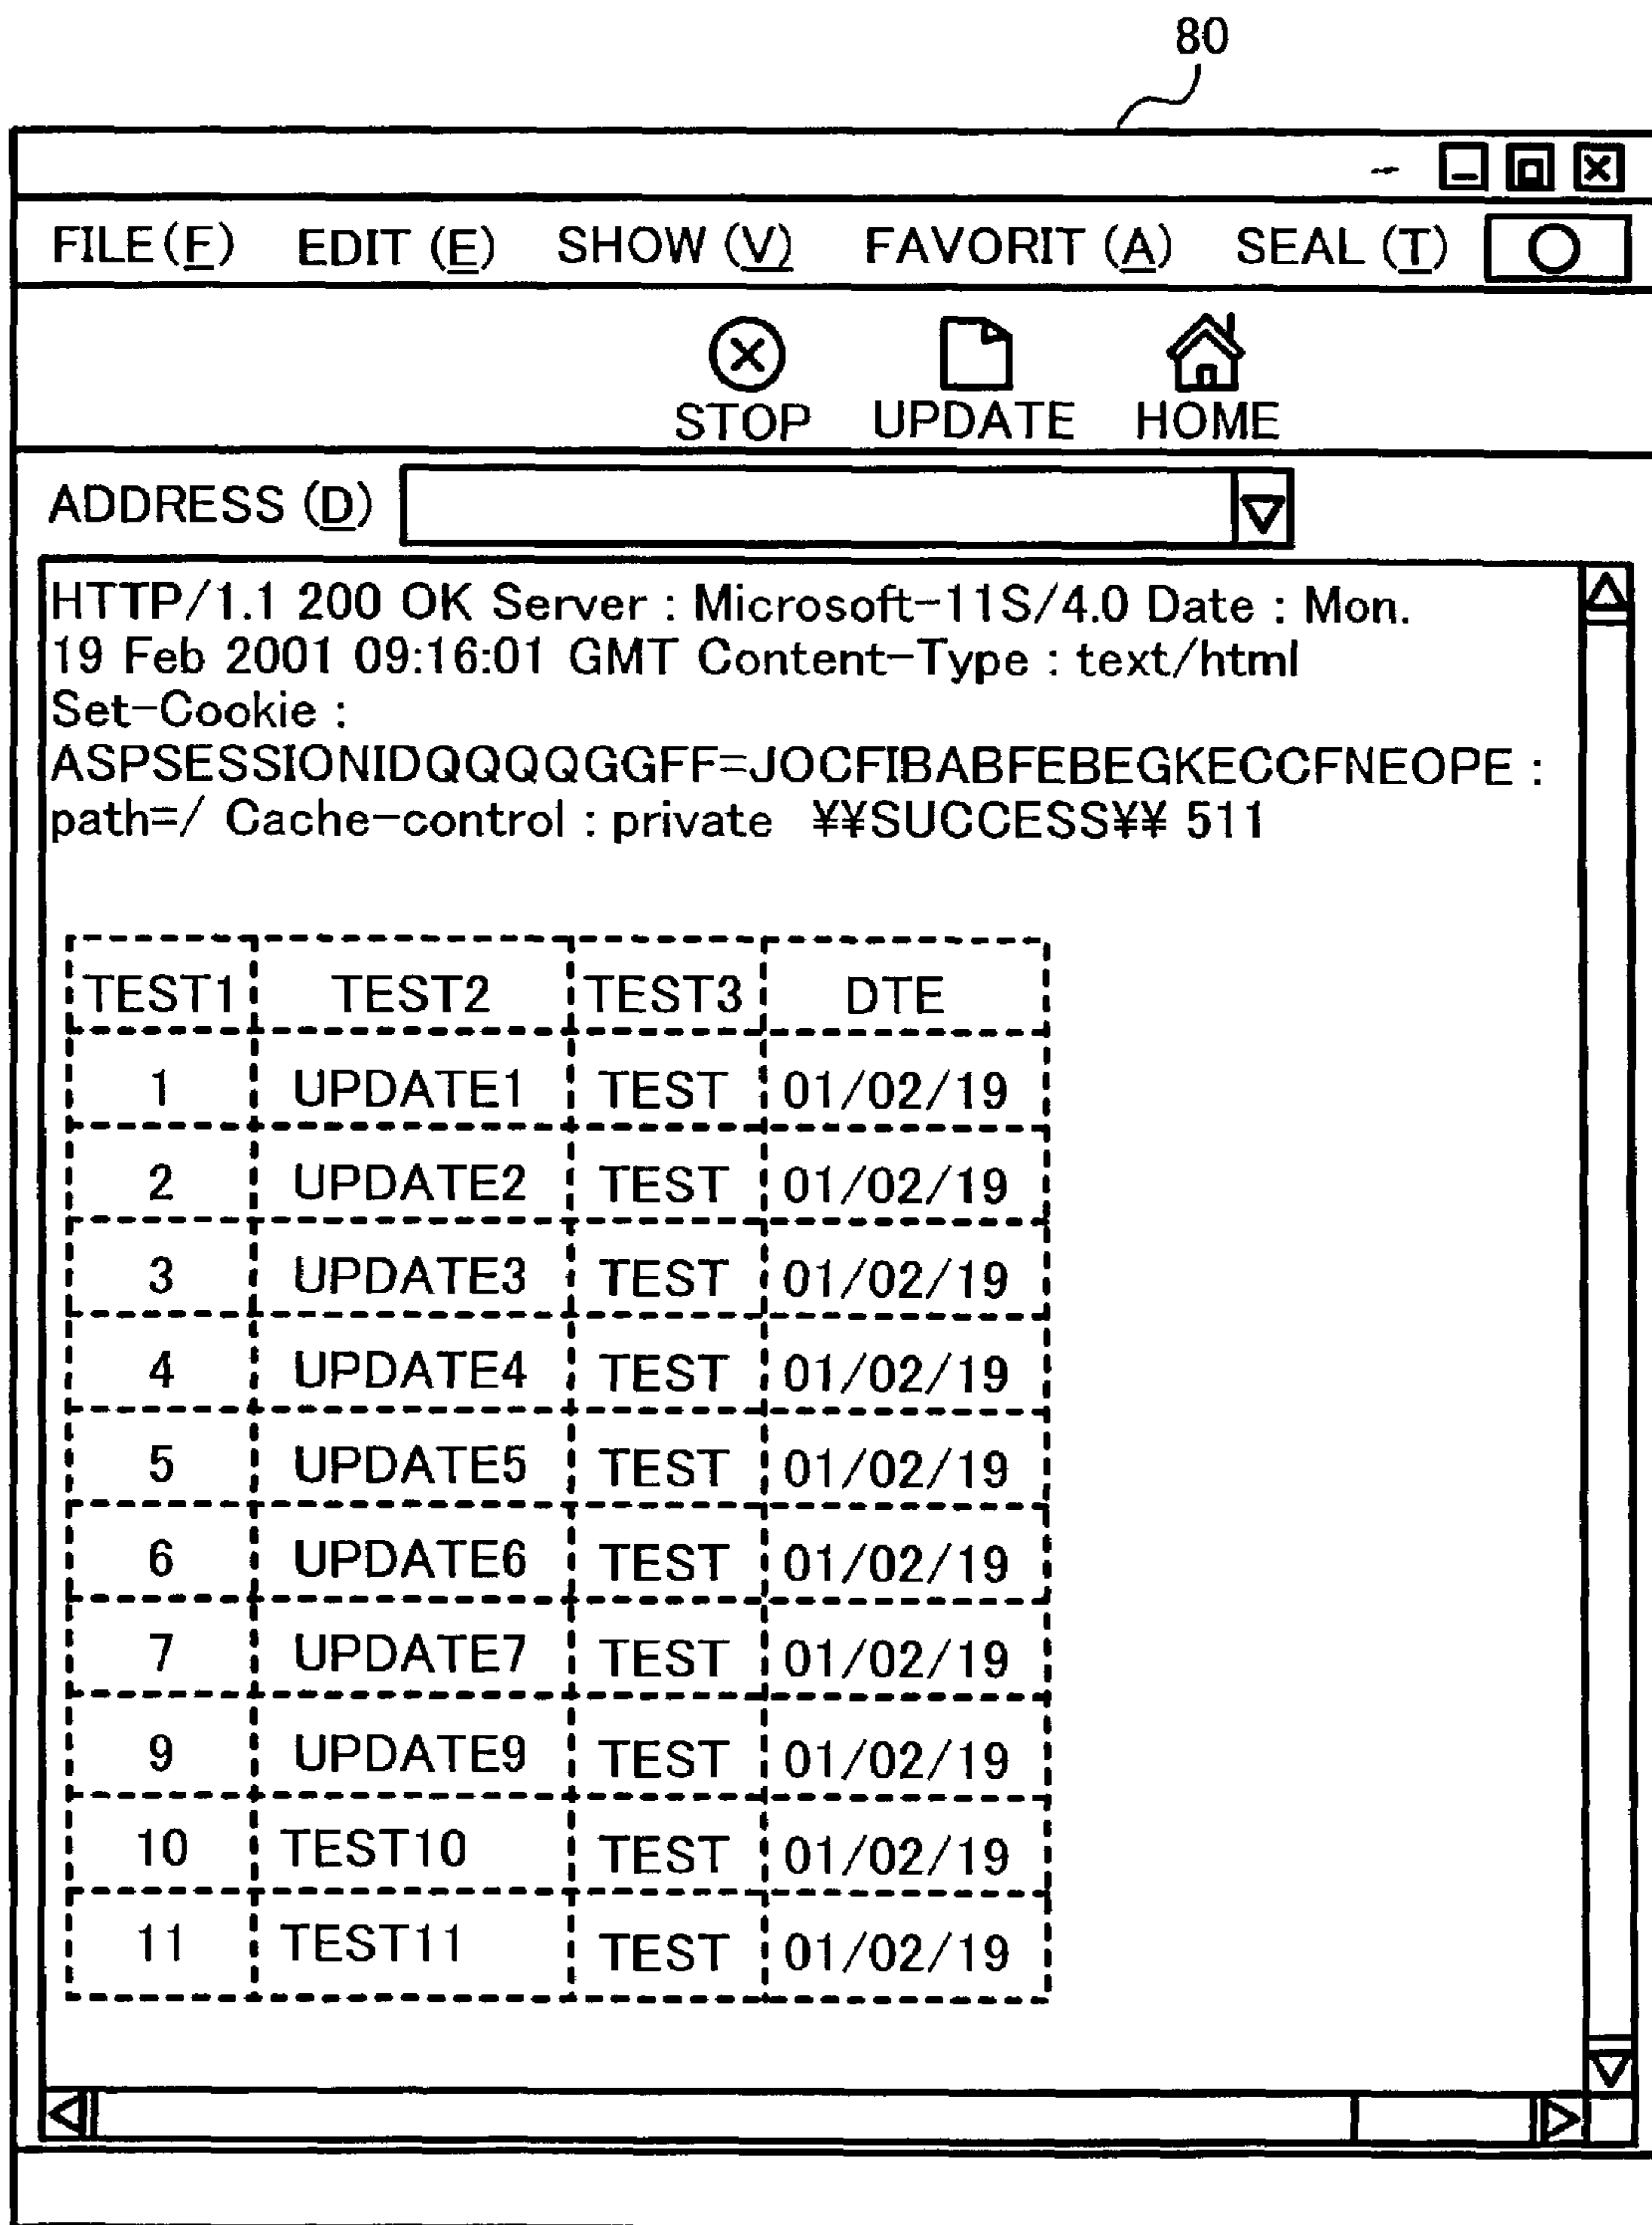 80
FILE(F) EDIT (E) SHOW (V) FAVORIT (A) SEAL (T)
STOP UPDATE HOME
ADDRESS (D)
HTTP/1.1 200 OK Server : Microsoft-11S/4.0 Date : Mon.
19 Feb 2001 09:16:01 GMT Content-Type : text/html
Set-Cookie :
ASPSESSIONIDQQQQGGFF=JOCFIBABFEBEGKECCFNEOPE :
path=/ Cache-control : private ¥¥SUCCESS¥¥ 511
TEST1 TEST2 TEST3 DTE
1 UPDATE1 TEST 01/02/19
2 UPDATE2 TEST 01/02/19
3 UPDATE3 TEST 01/02/19
4 UPDATE4 TEST 01/02/19
5 UPDATE5 TEST 01/02/19
6 UPDATE6 TEST 01/02/19
7 UPDATE7 TEST 01/02/19
9 UPDATE9 TEST 01/02/19
10 TEST10 TEST 01/02/19
11 TEST11 TEST 01/02/19